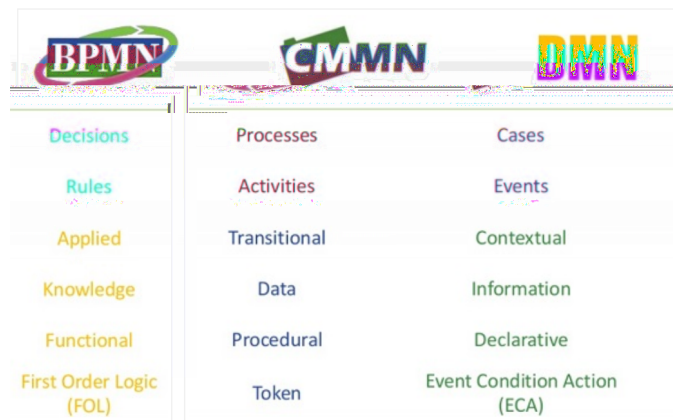 BPMN CMMN DMN
Decisions Processes Cases
Rules Activities Events
Applied Transitional Contextual
Knowledge Data Information
Functional Procedural Declarative
First Order Logic Token Event Condition Action
(FOL) (ECA)